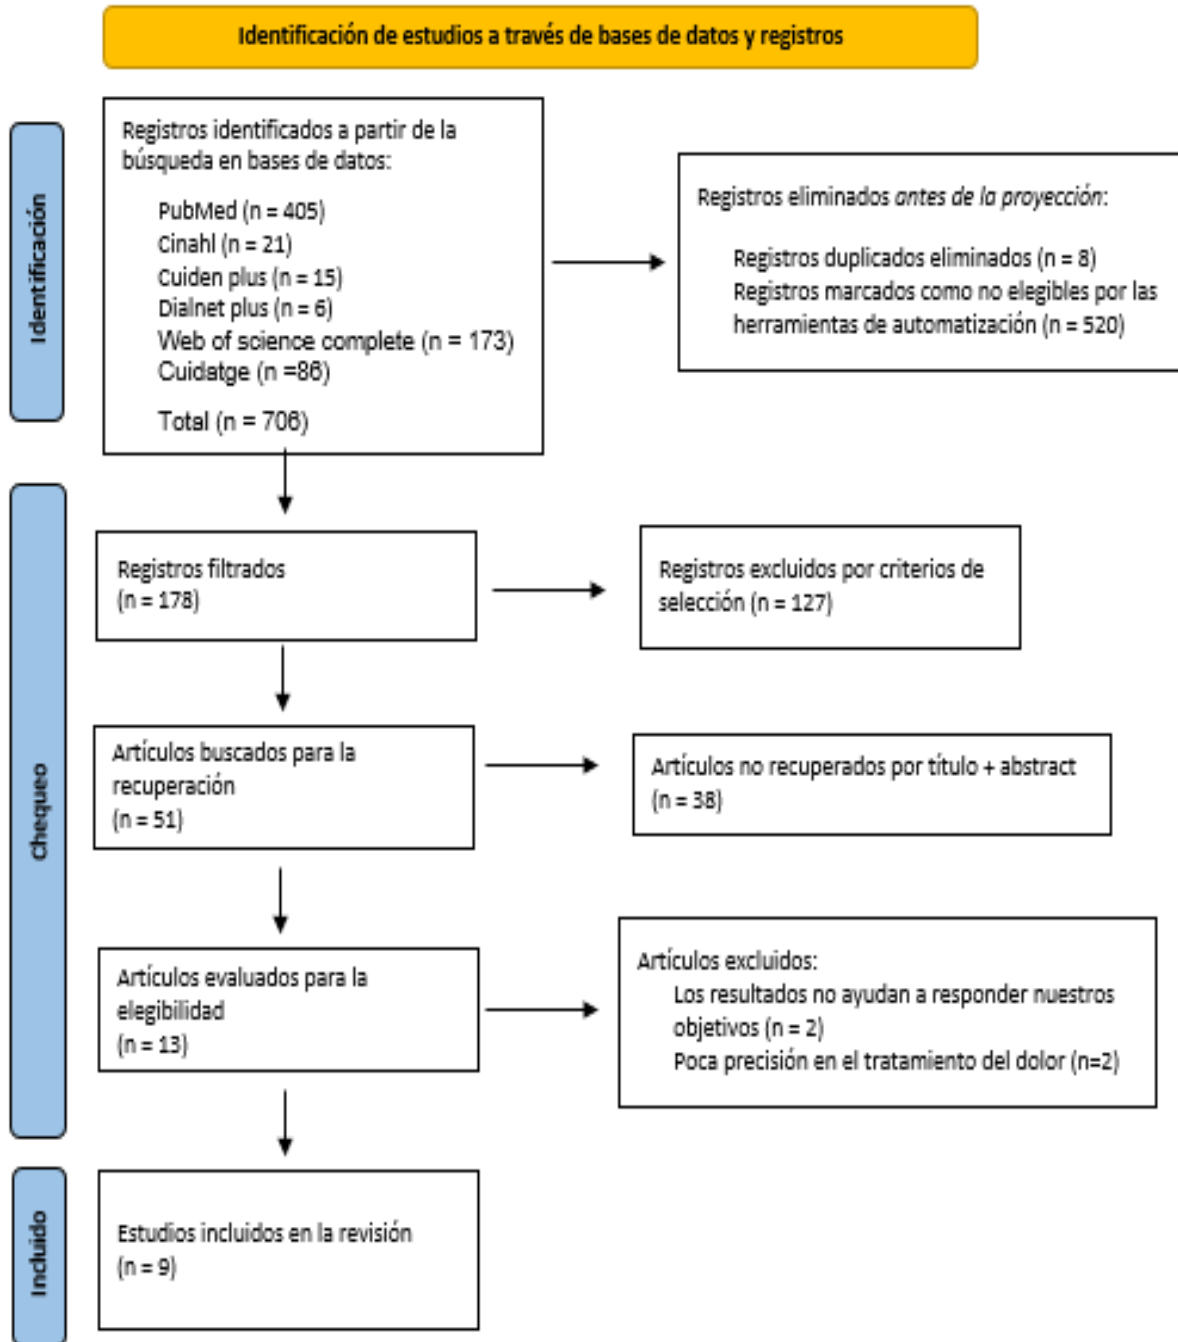 Identificación de estudios a través de bases de datos y registros
Identificación
Registros identificados a partir de la
búsqueda en bases de datos:
PubMed (n = 405)
Cinahl (n = 21)
Cuiden plus (n = 15)
Dialnet plus (n = 6)
Web of science complete (n = 173)
Cuidatge (n =86)
Total (n = 706)
Registros eliminados antes de la proyección:
Registros duplicados eliminados (n = 8)
Registros marcados como no elegibles por las
herramientas de automatización (n = 520)
Chequeo
Registros filtrados
(n = 178)
Registros excluidos por criterios de
selección (n = 127)
Artículos buscados para la
recuperación
(n = 51)
Artículos no recuperados por título + abstract
(n = 38)
Artículos evaluados para la
elegibilidad
(n = 13)
Artículos excluidos:
Los resultados no ayudan a responder nuestros
objetivos (n = 2)
Poca precisión en el tratamiento del dolor (n=2)
Incluido
Estudios incluidos en la revisión
(n = 9)